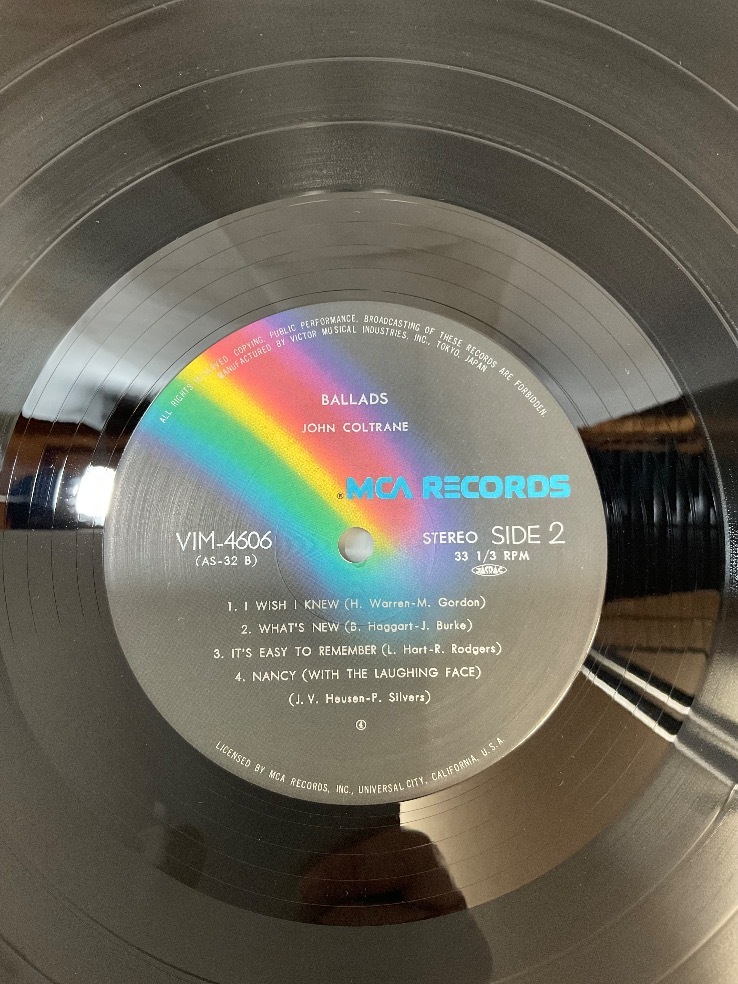 ALL RIGHTS RESERVED COPYING, PUBLIC PERFORMANCE, BROADCASTING OF THESE RECORDS ARE FORBIDDEN.
MANUFACTURED BY VICTOR MUSICAL INDUSTRIES, INC., TOKYO, JAPAN
BALLADS
JOHN COLTRANE
® MCA RECORDS
VIM-4606
(AS-32 B)
STEREO SIDE 2
33 1/3 RPM
1. I WISH I KNEW (H. Warren-M. Gordon)
2. WHAT'S NEW (B. Haggart-J. Burke)
3. IT'S EASY TO REMEMBER (L. Hart-R. Rodgers)
4. NANCY (WITH THE LAUGHING FACE)
(J. V. Heusen-P. Silvers)
④
LICENSED BY MCA RECORDS, INC., UNIVERSAL CITY, CALIFORNIA, U.S.A.